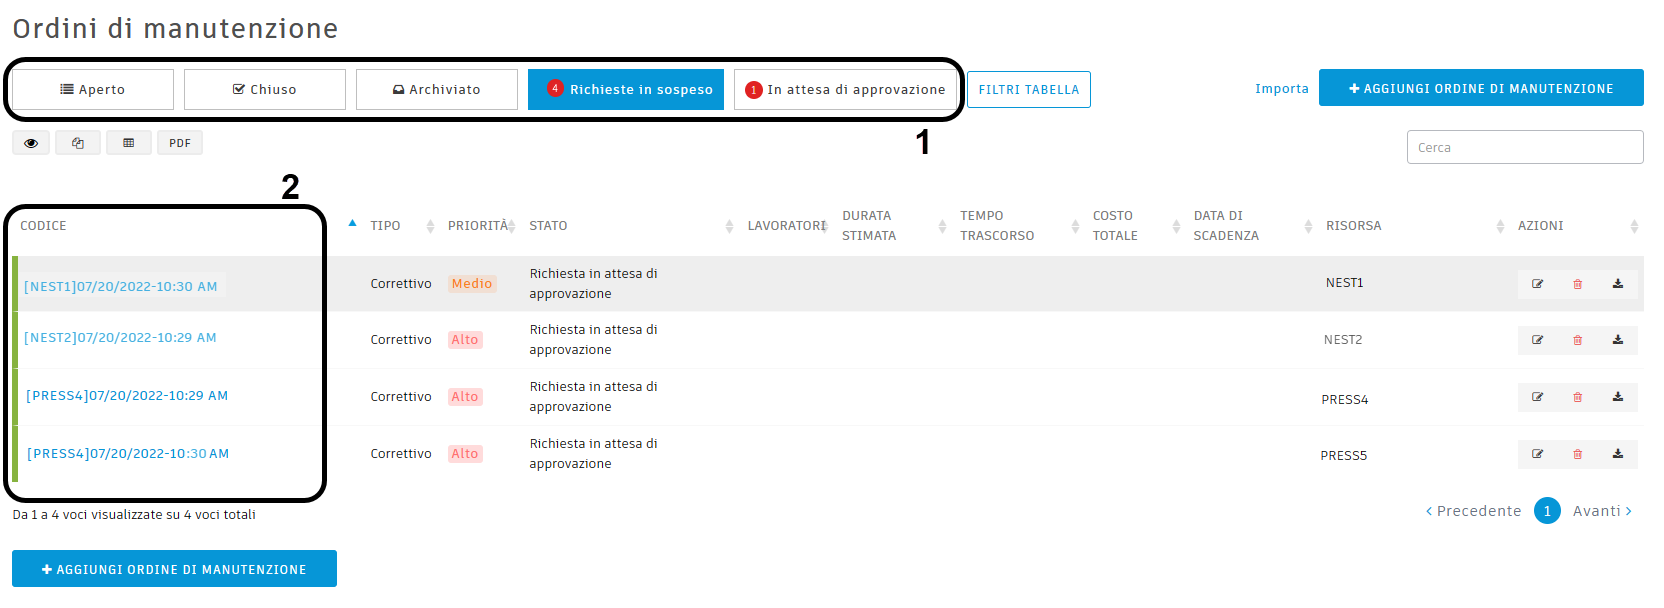 Ordini di manutenzione
Aperto Chiuso Archiviato 4 Richieste in sospeso 1 In attesa di approvazione FILTRI TABELLA Importa + AGGIUNGI ORDINE DI MANUTENZIONE
1
PDF Cerca
2
CODICE TIPO PRIORITÀ STATO LAVORATORI DURATA STIMATA TEMPO TRASCORSO COSTO TOTALE DATA DI SCADENZA RISORSA AZIONI
[NEST1]07/20/2022-10:30 AM Correttivo Medio Richiesta in attesa di approvazione NEST1
[NEST2]07/20/2022-10:29 AM Correttivo Alto Richiesta in attesa di approvazione NEST2
[PRESS4]07/20/2022-10:29 AM Correttivo Alto Richiesta in attesa di approvazione PRESS4
[PRESS4]07/20/2022-10:30 AM Correttivo Alto Richiesta in attesa di approvazione PRESS5
Da 1 a 4 voci visualizzate su 4 voci totali
‹ Precedente 1 Avanti ›
+ AGGIUNGI ORDINE DI MANUTENZIONE